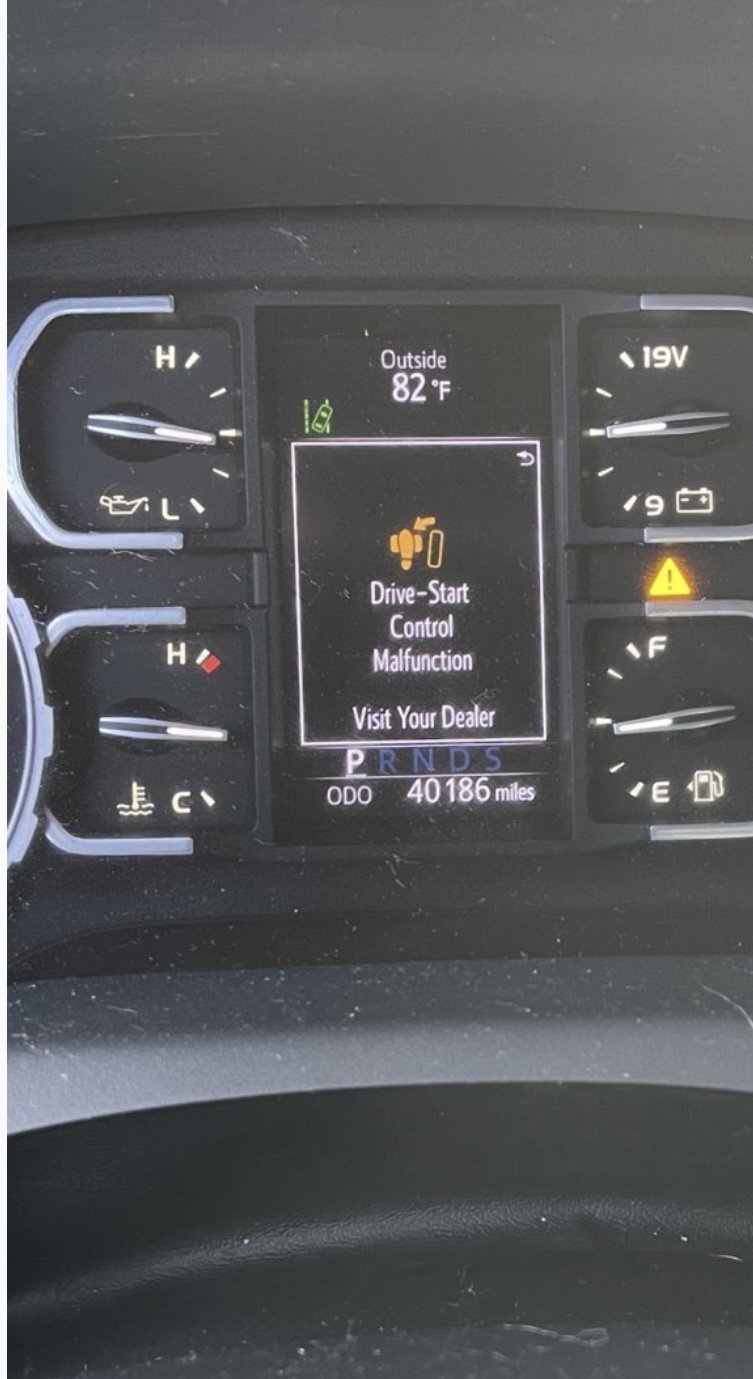 H
L
Outside
82 °F
19V
9
Drive-Start
Control
Malfunction
Visit Your Dealer
H
C
F
E
P R N D S
ODO 40186 miles